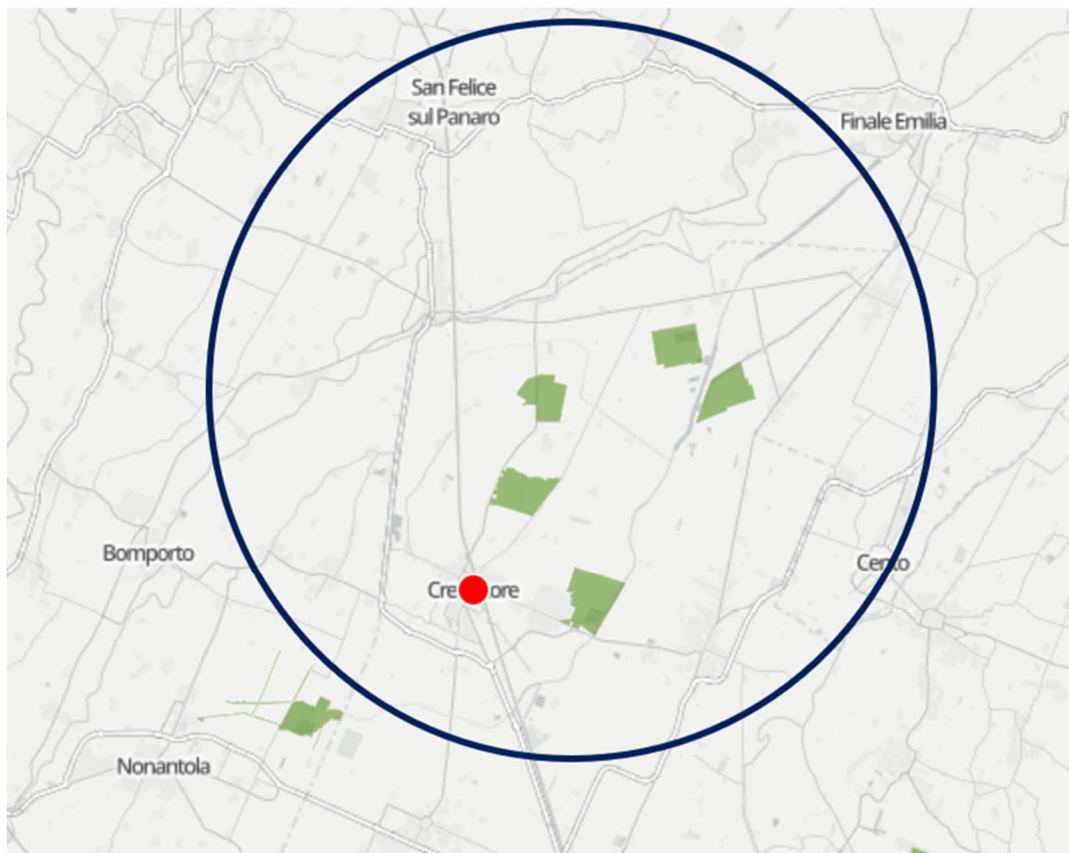 San Felice
sul Panaro
Finale Emilia
Bomporto
Cento
Nonantola